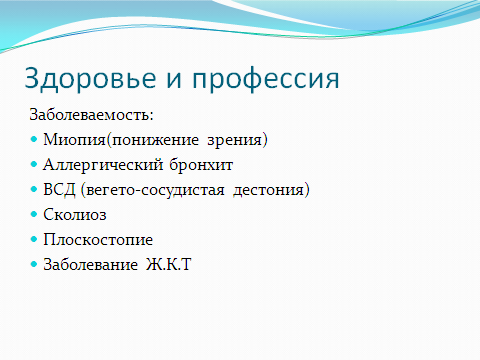 Здоровье и профессия
Заболеваемость:
Миопия(понижение зрения)
Аллергический бронхит
ВСД (вегето-сосудистая дестония)
Сколиоз
Плоскостопие
Заболевание Ж.К.Т